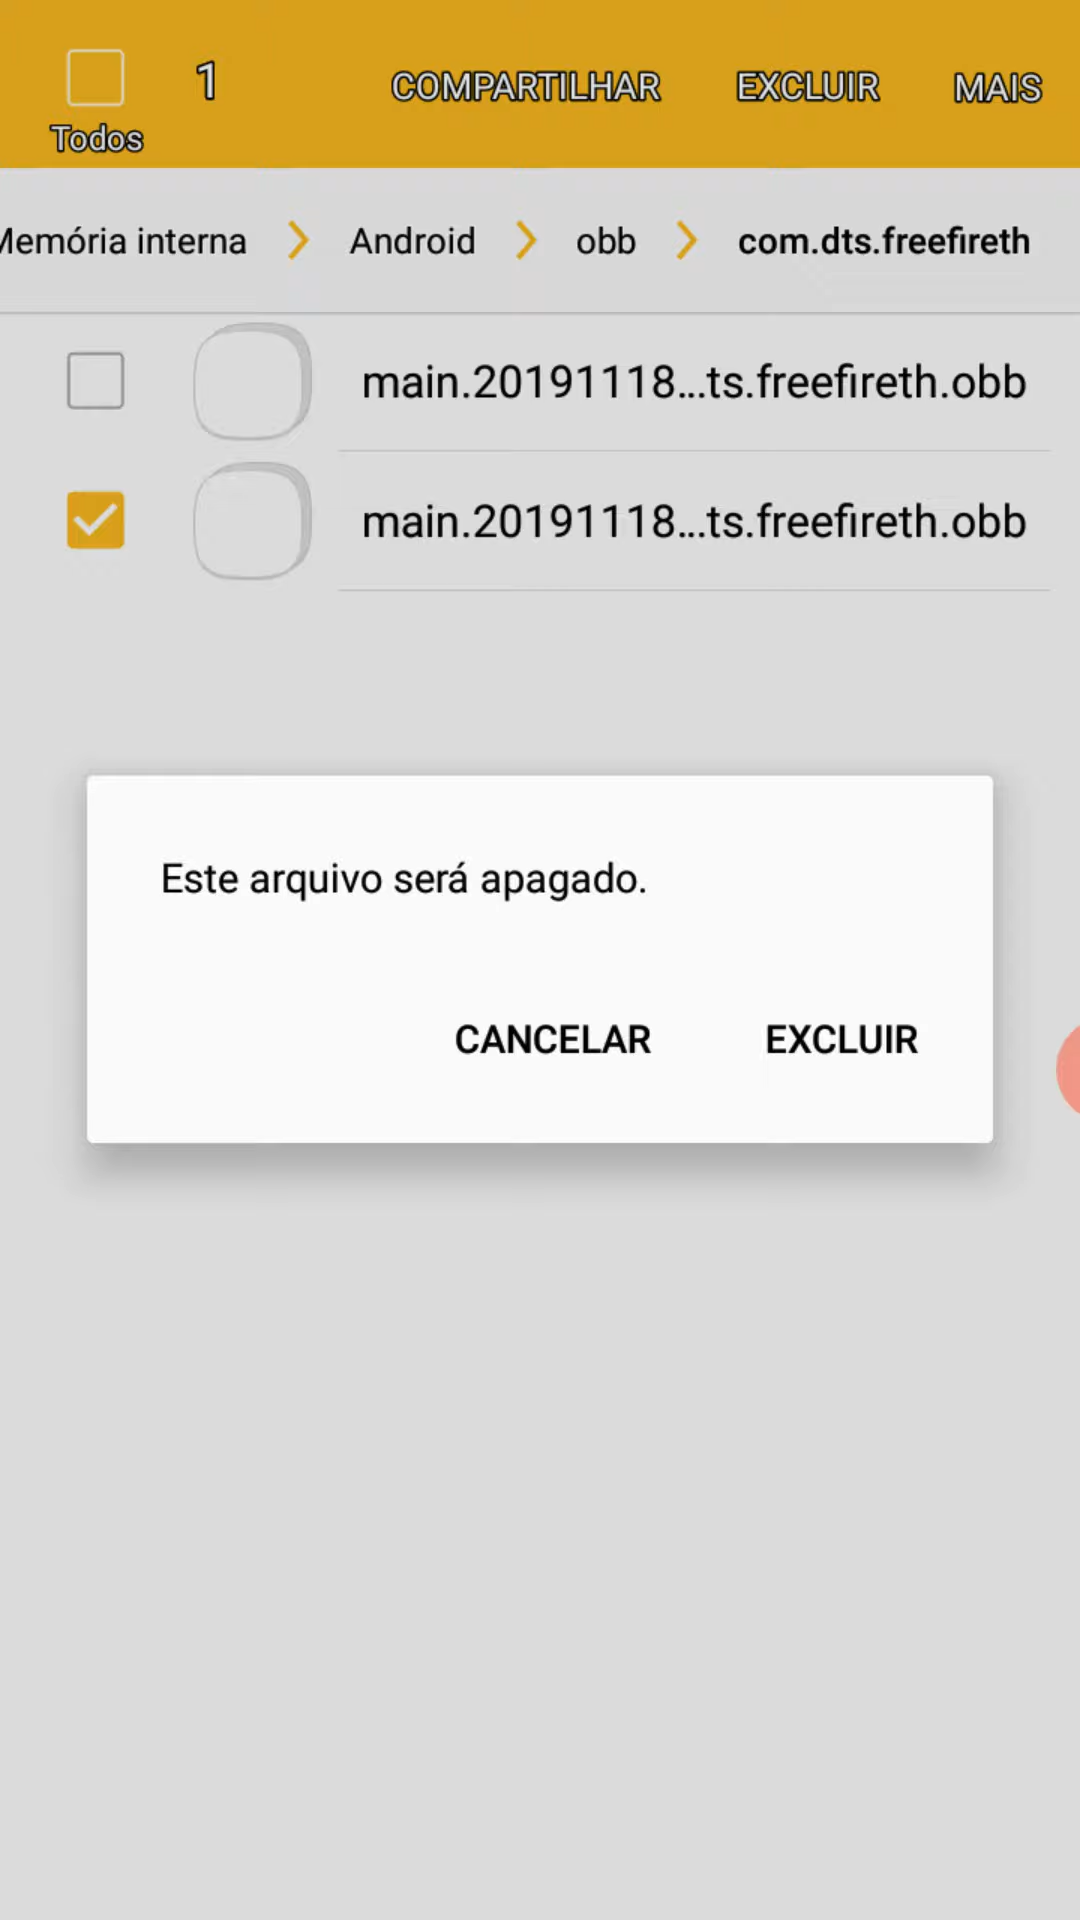 1
COMPARTILHAR
EXCLUIR
MAIS
Todos
Memória interna
Android
obb
com.dts.freefireth
main.20191118...ts.freefireth.obb
main.20191118...ts.freefireth.obb
Este arquivo será apagado.
CANCELAR
EXCLUIR